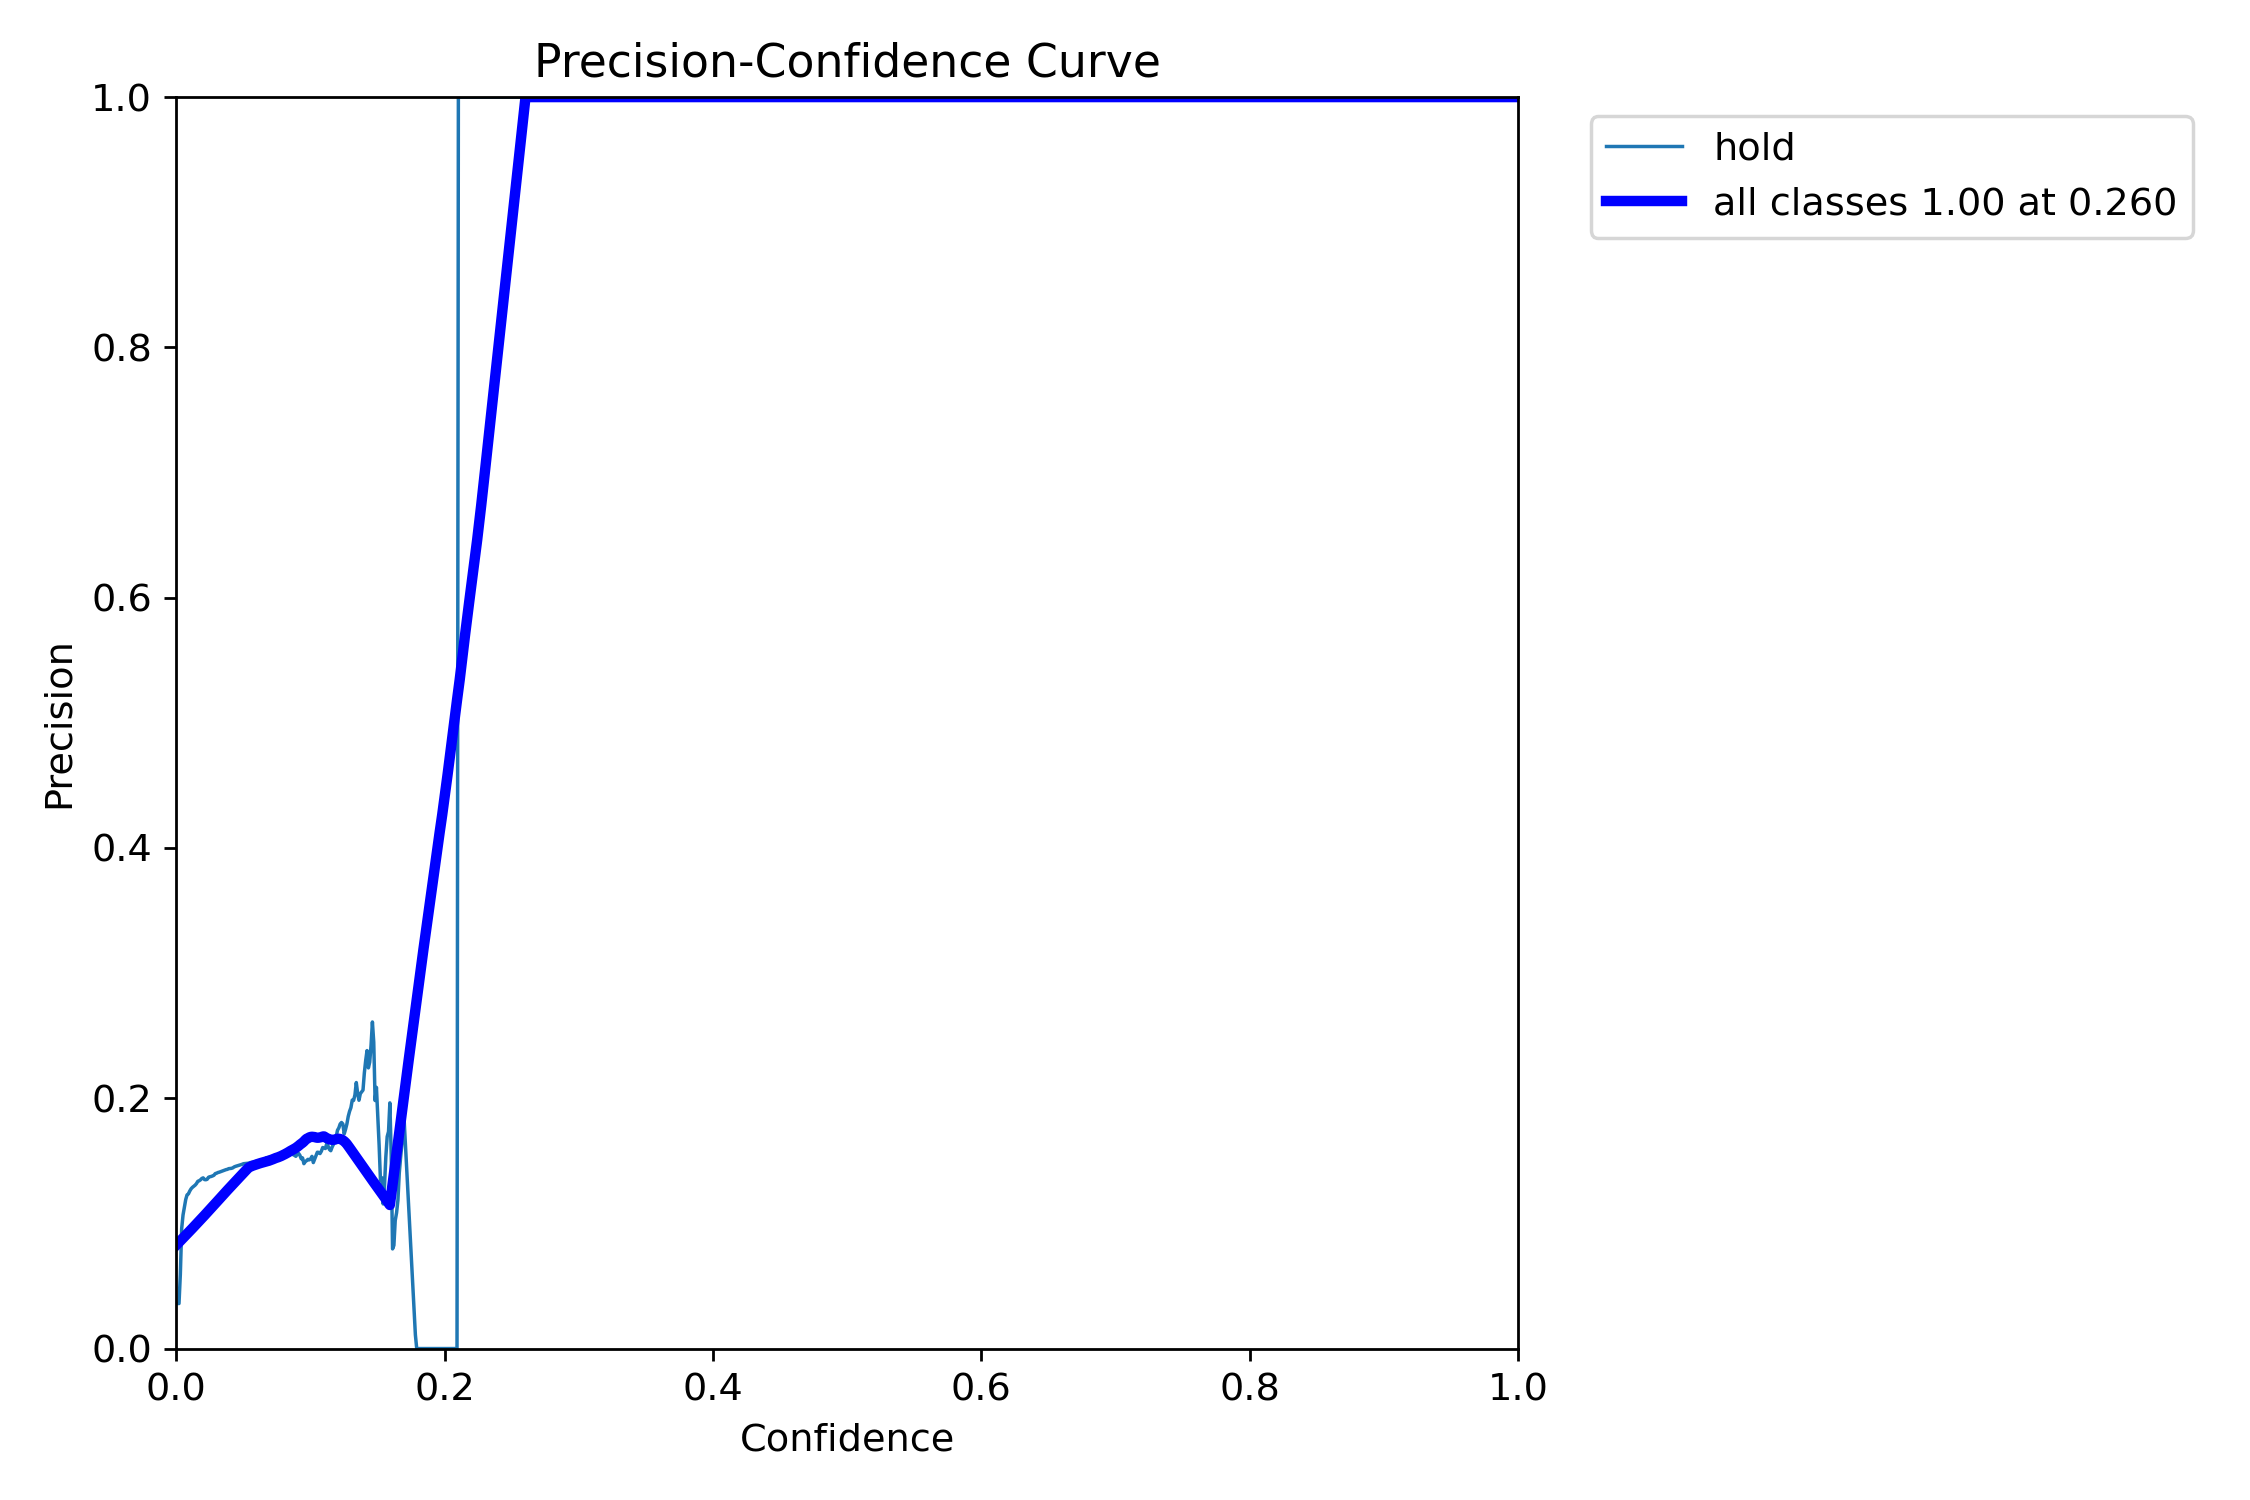 Precision-Confidence Curve
hold
all classes 1.00 at 0.260
Precision
1.0
0.8
0.6
0.4
0.2
0.0
0.0 0.2 0.4 0.6 0.8 1.0
Confidence